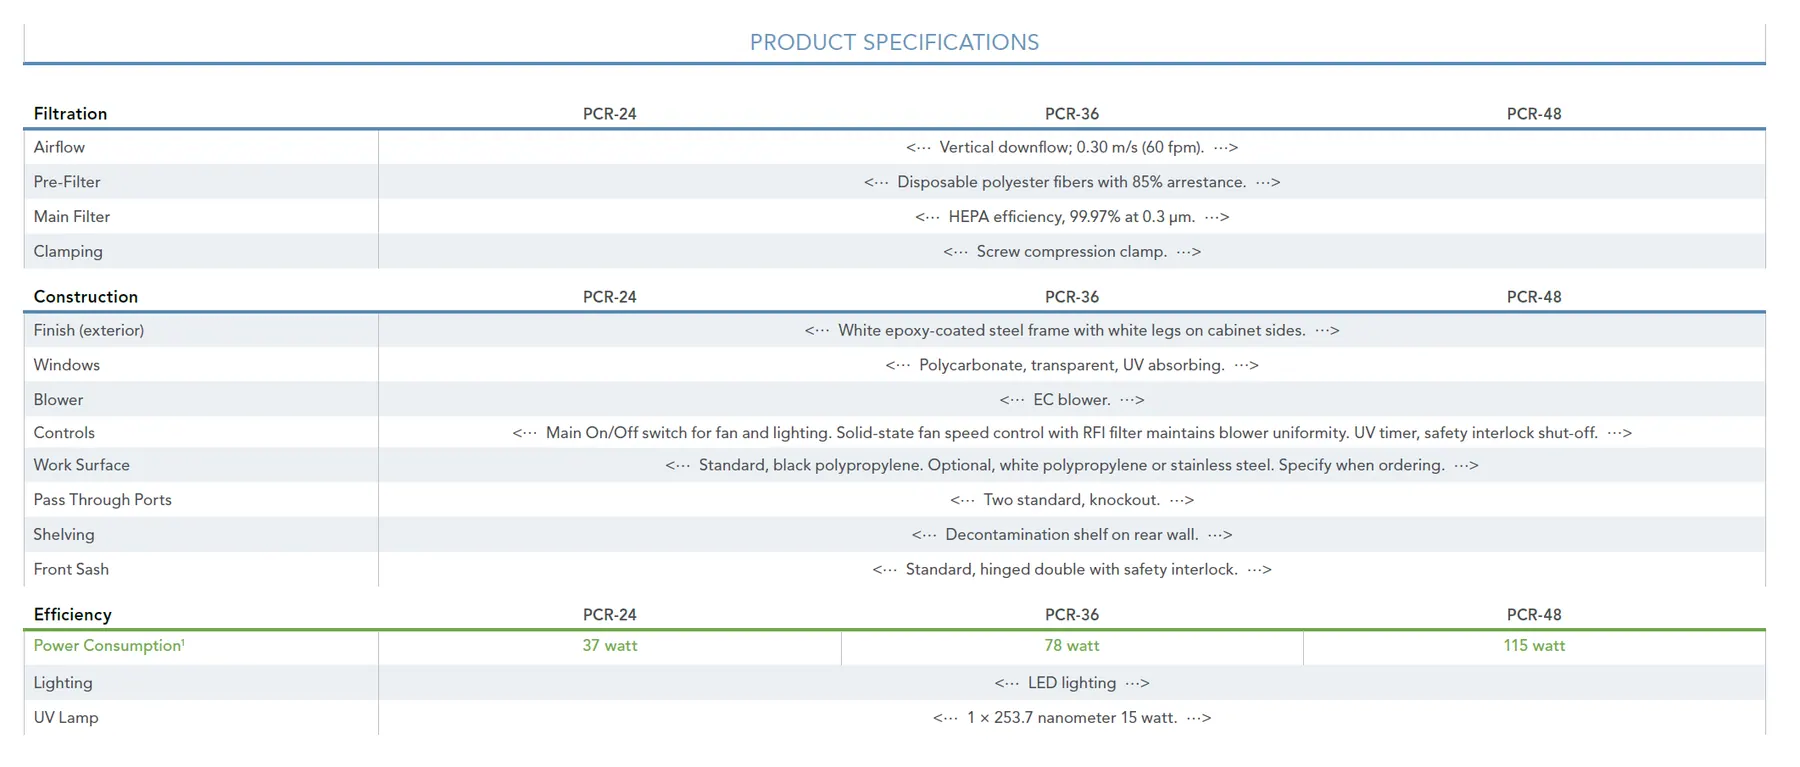 PRODUCT SPECIFICATIONS
Filtration PCR-24 PCR-36 PCR-48
Airflow <··· Vertical downflow; 0.30 m/s (60 fpm). ···>
Pre-Filter <··· Disposable polyester fibers with 85% arrestance. ···>
Main Filter <··· HEPA efficiency, 99.97% at 0.3 µm. ···>
Clamping <··· Screw compression clamp. ···>
Construction PCR-24 PCR-36 PCR-48
Finish (exterior) <··· White epoxy-coated steel frame with white legs on cabinet sides. ···>
Windows <··· Polycarbonate, transparent, UV absorbing. ···>
Blower <··· EC blower. ···>
Controls <··· Main On/Off switch for fan and lighting. Solid-state fan speed control with RFI filter maintains blower uniformity. UV timer, safety interlock shut-off. ···>
Work Surface <··· Standard, black polypropylene. Optional, white polypropylene or stainless steel. Specify when ordering. ···>
Pass Through Ports <··· Two standard, knockout. ···>
Shelving <··· Decontamination shelf on rear wall. ···>
Front Sash <··· Standard, hinged double with safety interlock. ···>
Efficiency PCR-24 PCR-36 PCR-48
Power Consumption¹ 37 watt 78 watt 115 watt
Lighting <··· LED lighting ···>
UV Lamp <··· 1 × 253.7 nanometer 15 watt. ···>